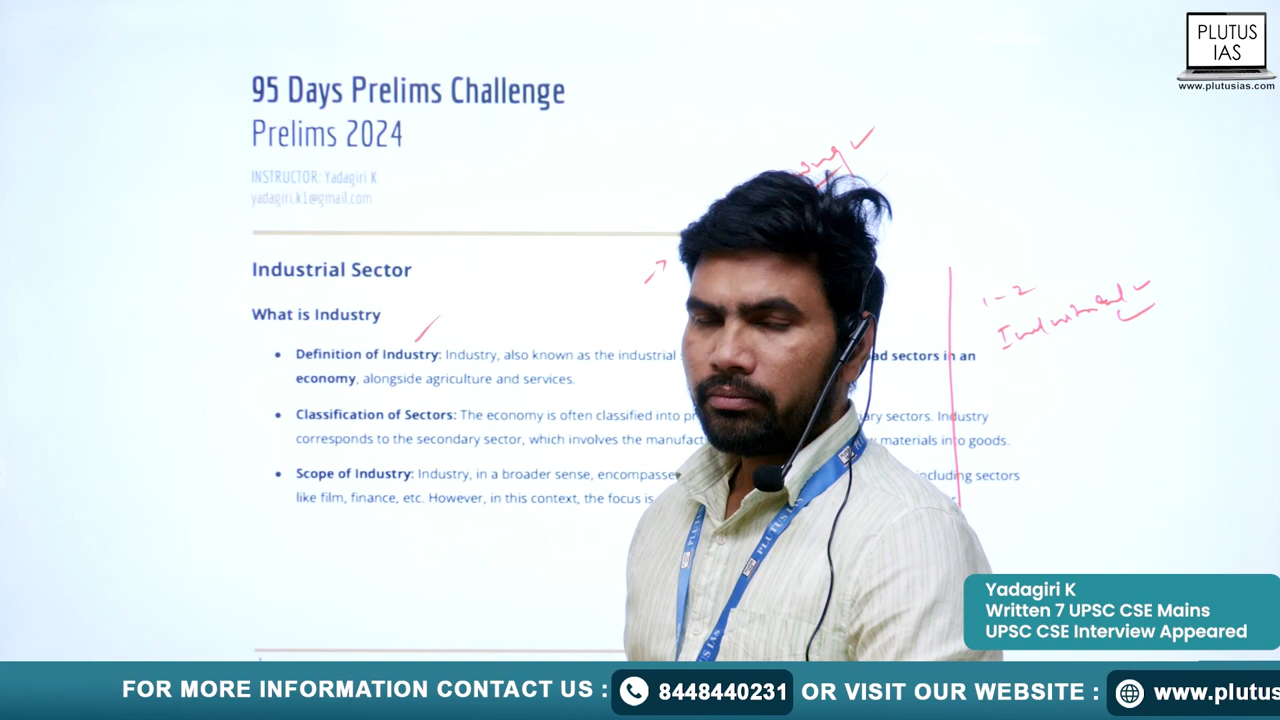 PLUTUS
IAS
www.plutusias.com
95 Days Prelims Challenge
Prelims 2024
INSTRUCTOR: Yadagiri K
yadagiri.k1@gmail.com
Industrial Sector
What is Industry
• Definition of Industry: Industry, also known as the industrial sectors in an
economy, alongside agriculture and services.
• Classification of Sectors: The economy is often classified into sectors. Industry
corresponds to the secondary sector, which involves the materials into goods.
• Scope of Industry: Industry, in a broader sense, including sectors
like film, finance, etc. However, in this context, the focus is
1-2
PLUTUS IAS
Yadagiri K
Written 7 UPSC CSE Mains
UPSC CSE Interview Appeared
FOR MORE INFORMATION CONTACT US : 8448440231 OR VISIT OUR WEBSITE : www.plutus